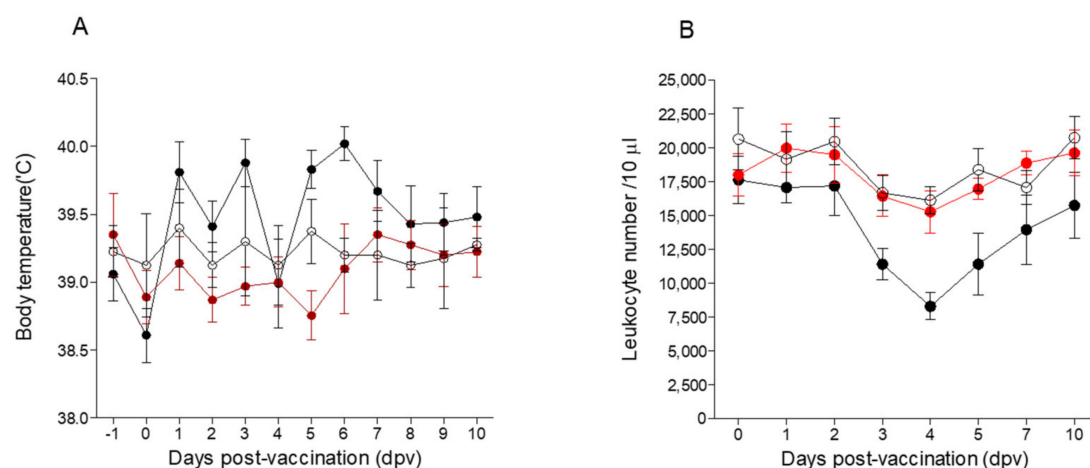 A
Body temperature(°C)
40.5
40.0
39.5
39.0
38.5
38.0
-1 0 1 2 3 4 5 6 7 8 9 10
Days post-vaccination (dpv)
B
Leukocyte number /10 µl
25,000
22,500
20,000
17,500
15,000
12,500
10,000
7,500
5,000
2,500
0
0 1 2 3 4 5 7 10
Days post-vaccination (dpv)